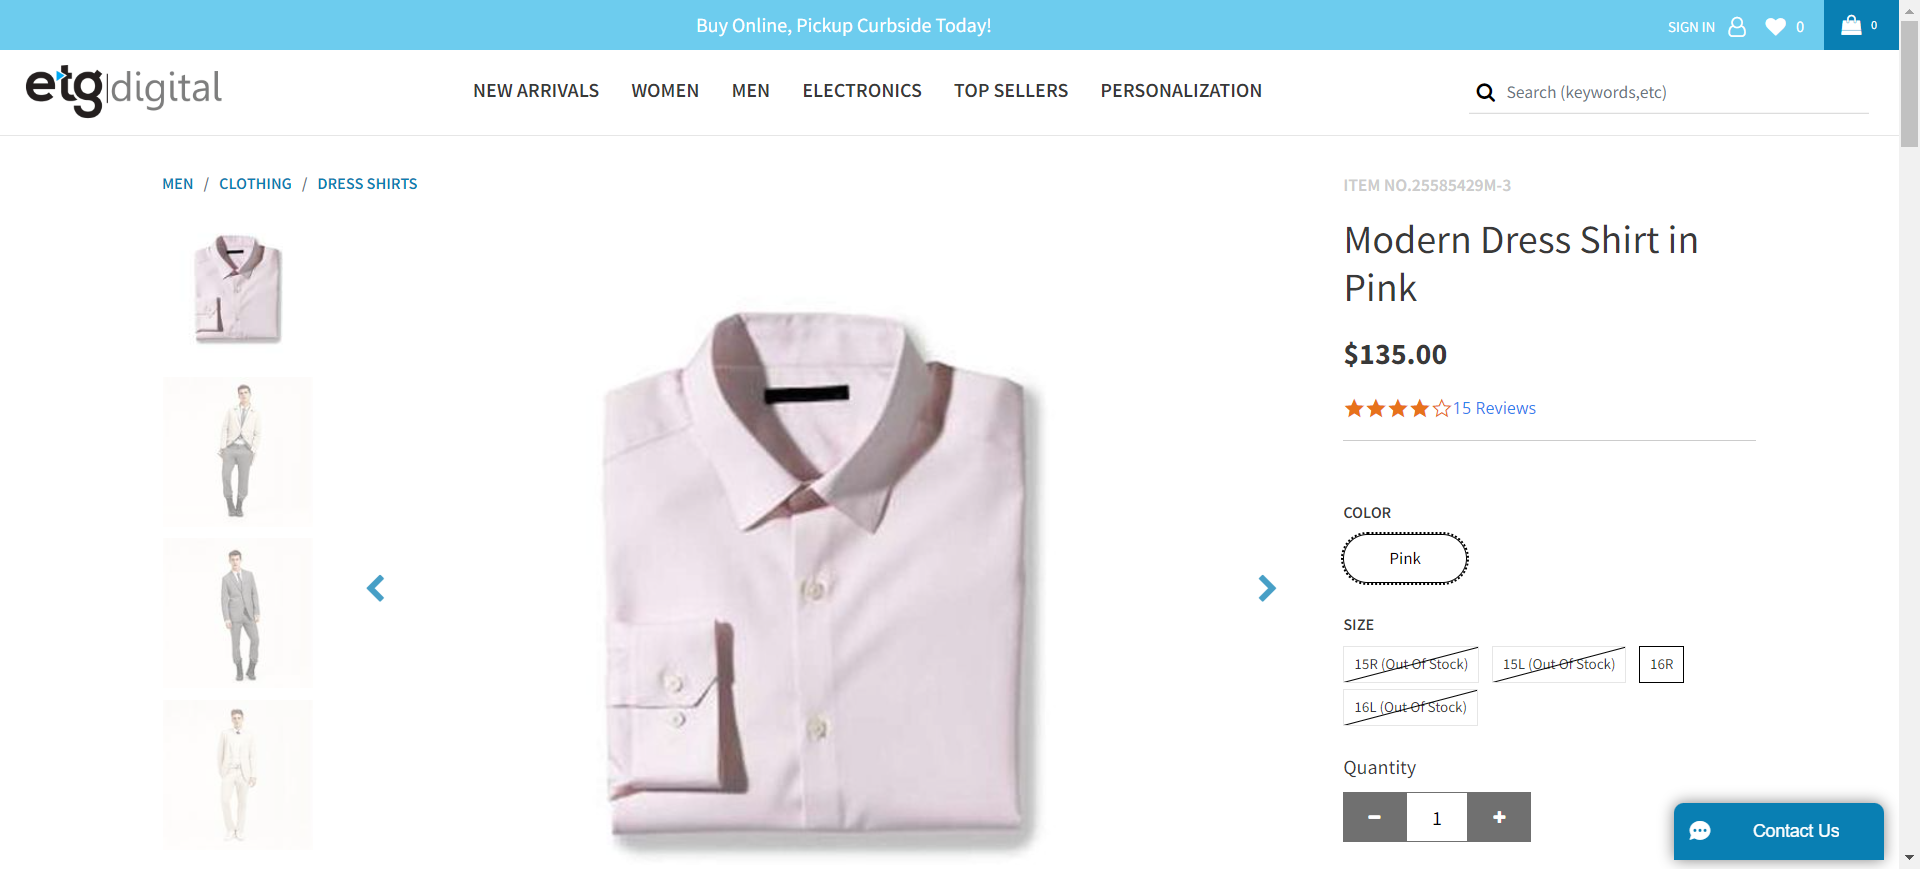 Buy Online, Pickup Curbside Today!
SIGN IN 0 0
etg|digital
NEW ARRIVALS WOMEN MEN ELECTRONICS TOP SELLERS PERSONALIZATION
Search (keywords,etc)
MEN / CLOTHING / DRESS SHIRTS
ITEM NO.25585429M-3
Modern Dress Shirt in
Pink
$135.00
15 Reviews
COLOR
Pink
SIZE
15R (Out Of Stock) 15L (Out Of Stock) 16R
16L (Out Of Stock)
Quantity
- 1 +
Contact Us